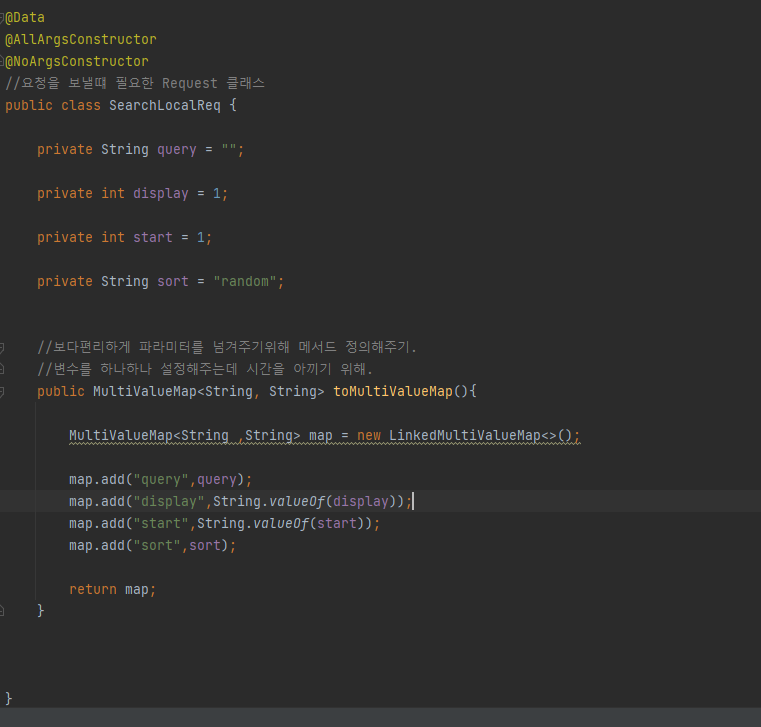 @Data
@AllArgsConstructor
@NoArgsConstructor
//요청을 보낼떄 필요한 Request 클래스
public class SearchLocalReq {
private String query = "";
private int display = 1;
private int start = 1;
private String sort = "random";
//보다편리하게 파라미터를 넘겨주기위해 메서드 정의해주기.
//변수를 하나하나 설정해주는데 시간을 아끼기 위해.
public MultiValueMap<String, String> toMultiValueMap(){
MultiValueMap<String ,String> map = new LinkedMultiValueMap<>();
map.add("query",query);
map.add("display",String.valueOf(display));
map.add("start",String.valueOf(start));
map.add("sort",sort);
return map;
}
}